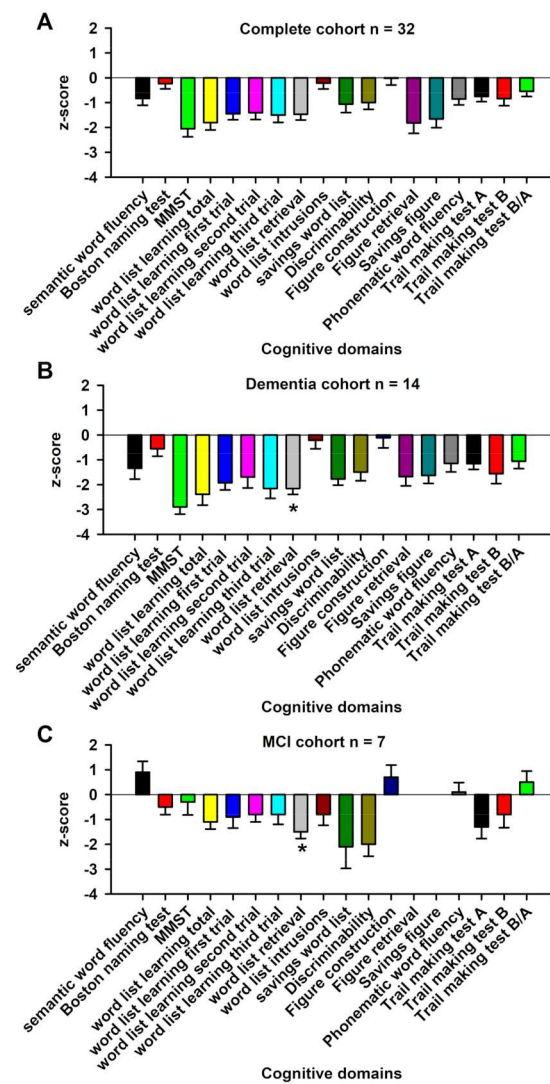 A
Complete cohort n = 32
z-score
2
1
0
-1
-2
-3
-4
semantic word fluency
Boston naming test
MMST
word list learning total
word list learning first trial
word list learning second trial
word list learning third trial
word list retrieval
word list intrusions
savings word list
Discriminability
Figure construction
Figure retrieval
Savings figure
Phonematic word fluency
Trail making test A
Trail making test B
Trail making test B/A
Cognitive domains
B
Dementia cohort n = 14
z-score
2
1
0
-1
-2
-3
-4
*
semantic word fluency
Boston naming test
MMST
word list learning total
word list learning first trial
word list learning second trial
word list learning third trial
word list retrieval
word list intrusions
savings word list
Discriminability
Figure construction
Figure retrieval
Savings figure
Phonematic word fluency
Trail making test A
Trail making test B
Trail making test B/A
Cognitive domains
C
MCI cohort n = 7
z-score
2
1
0
-1
-2
-3
-4
*
semantic word fluency
Boston naming test
MMST
word list learning total
word list learning first trial
word list learning second trial
word list learning third trial
word list retrieval
word list intrusions
savings word list
Discriminability
Figure construction
Figure retrieval
Savings figure
Phonematic word fluency
Trail making test A
Trail making test B
Trail making test B/A
Cognitive domains